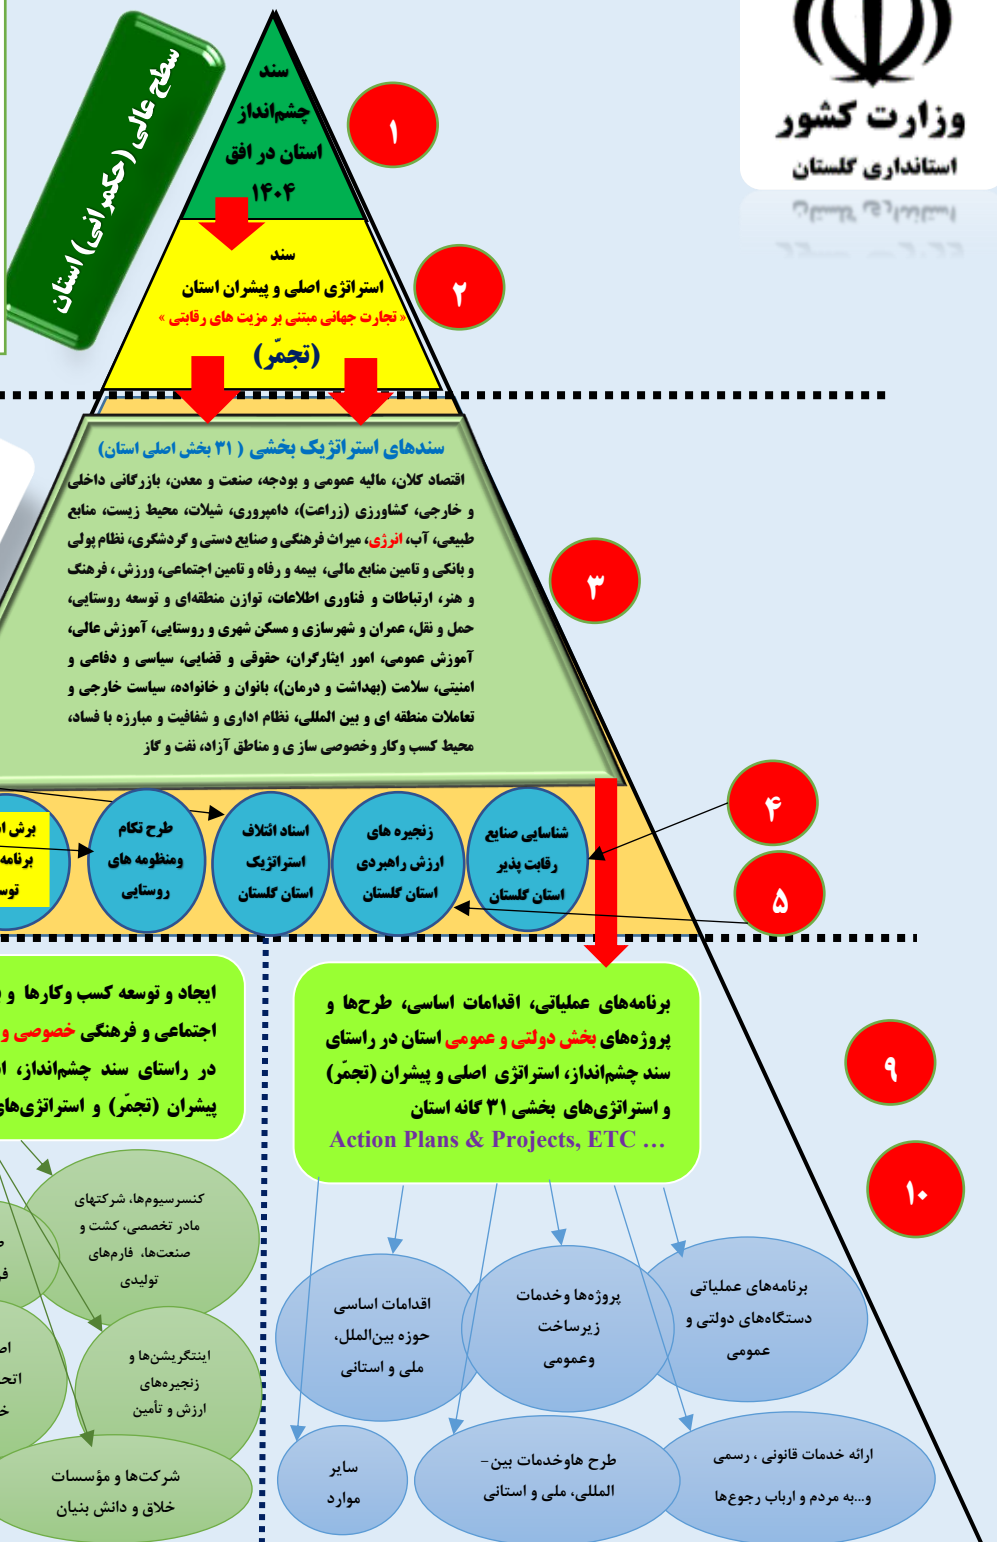 وزارت کشور
استانداری گلستان
سطح عالی (حکمرانی) استان
سند
چشم‌انداز
استان در افق
۱۴۰۴
۱
سند
استراتژی اصلی و پیشران استان
« تجارت جهانی مبتنی بر مزیت های رقابتی »
(تجمّر)
۲
سندهای استراتژیک بخشی ( ۳۱ بخش اصلی استان)
اقتصاد کلان، مالیه عمومی و بودجه، صنعت و معدن، بازرگانی داخلی
و خارجی، کشاورزی (زراعت)، دامپروری، شیلات، محیط زیست، منابع
طبیعی، آب، انرژی، میراث فرهنگی و صنایع دستی و گردشگری، نظام پولی
و بانکی و تامین منابع مالی، بیمه و رفاه و تامین اجتماعی، ورزش ، فرهنگ
و هنر، ارتباطات و فناوری اطلاعات، توازن منطقه‌ای و توسعه روستایی،
حمل و نقل، عمران و شهرسازی و مسکن شهری و روستایی، آموزش عالی،
آموزش عمومی، امور ایثارگران، حقوقی و قضایی، سیاسی و دفاعی و
امنیتی، سلامت (بهداشت و درمان)، بانوان و خانواده، سیاست خارجی و
تعاملات منطقه ای و بین المللی، نظام اداری و شفافیت و مبارزه با فساد،
محیط کسب وکار وخصوصی سازی و مناطق آزاد، نفت و گاز
۳
شناسایی صنایع
رقابت پذیر
استان گلستان
زنجیره های
ارزش راهبردی
استان گلستان
اسناد ائتلاف
استراتژیک
استان گلستان
طرح تکام
ومنظومه های
روستایی
برش
برنامه
۴
۵
برنامه‌های عملیاتی، اقدامات اساسی، طرح‌ها و
پروژه‌های بخش دولتی و عمومی استان در راستای
سند چشم‌انداز، استراتژی اصلی و پیشران (تجمّر)
و استراتژی‌های بخشی ۳۱ گانه استان
Action Plans & Projects, ETC …
ایجاد و توسعه کسب وکارها و
اجتماعی و فرهنگی خصوصی و
در راستای سند چشم‌انداز،
پیشران (تجمّر) و استراتژی‌های
۹
۱۰
برنامه‌های عملیاتی
دستگاه‌های دولتی و
عمومی
پروژه‌ها وخدمات
زیرساخت
وعمومی
اقدامات اساسی
حوزه بین‌الملل،
ملی و استانی
ارائه خدمات قانونی ، رسمی
و...به مردم و ارباب رجوع‌ها
طرح هاوخدمات بین–
المللی، ملی و استانی
سایر
موارد
کنسرسیوم‌ها، شرکتهای
مادر تخصصی، کشت و
صنعت‌ها، فارم‌های
تولیدی
اینتگریشن‌ها و
زنجیره‌های
ارزش و تأمین
شرکت‌ها و مؤسسات
خلاق و دانش بنیان